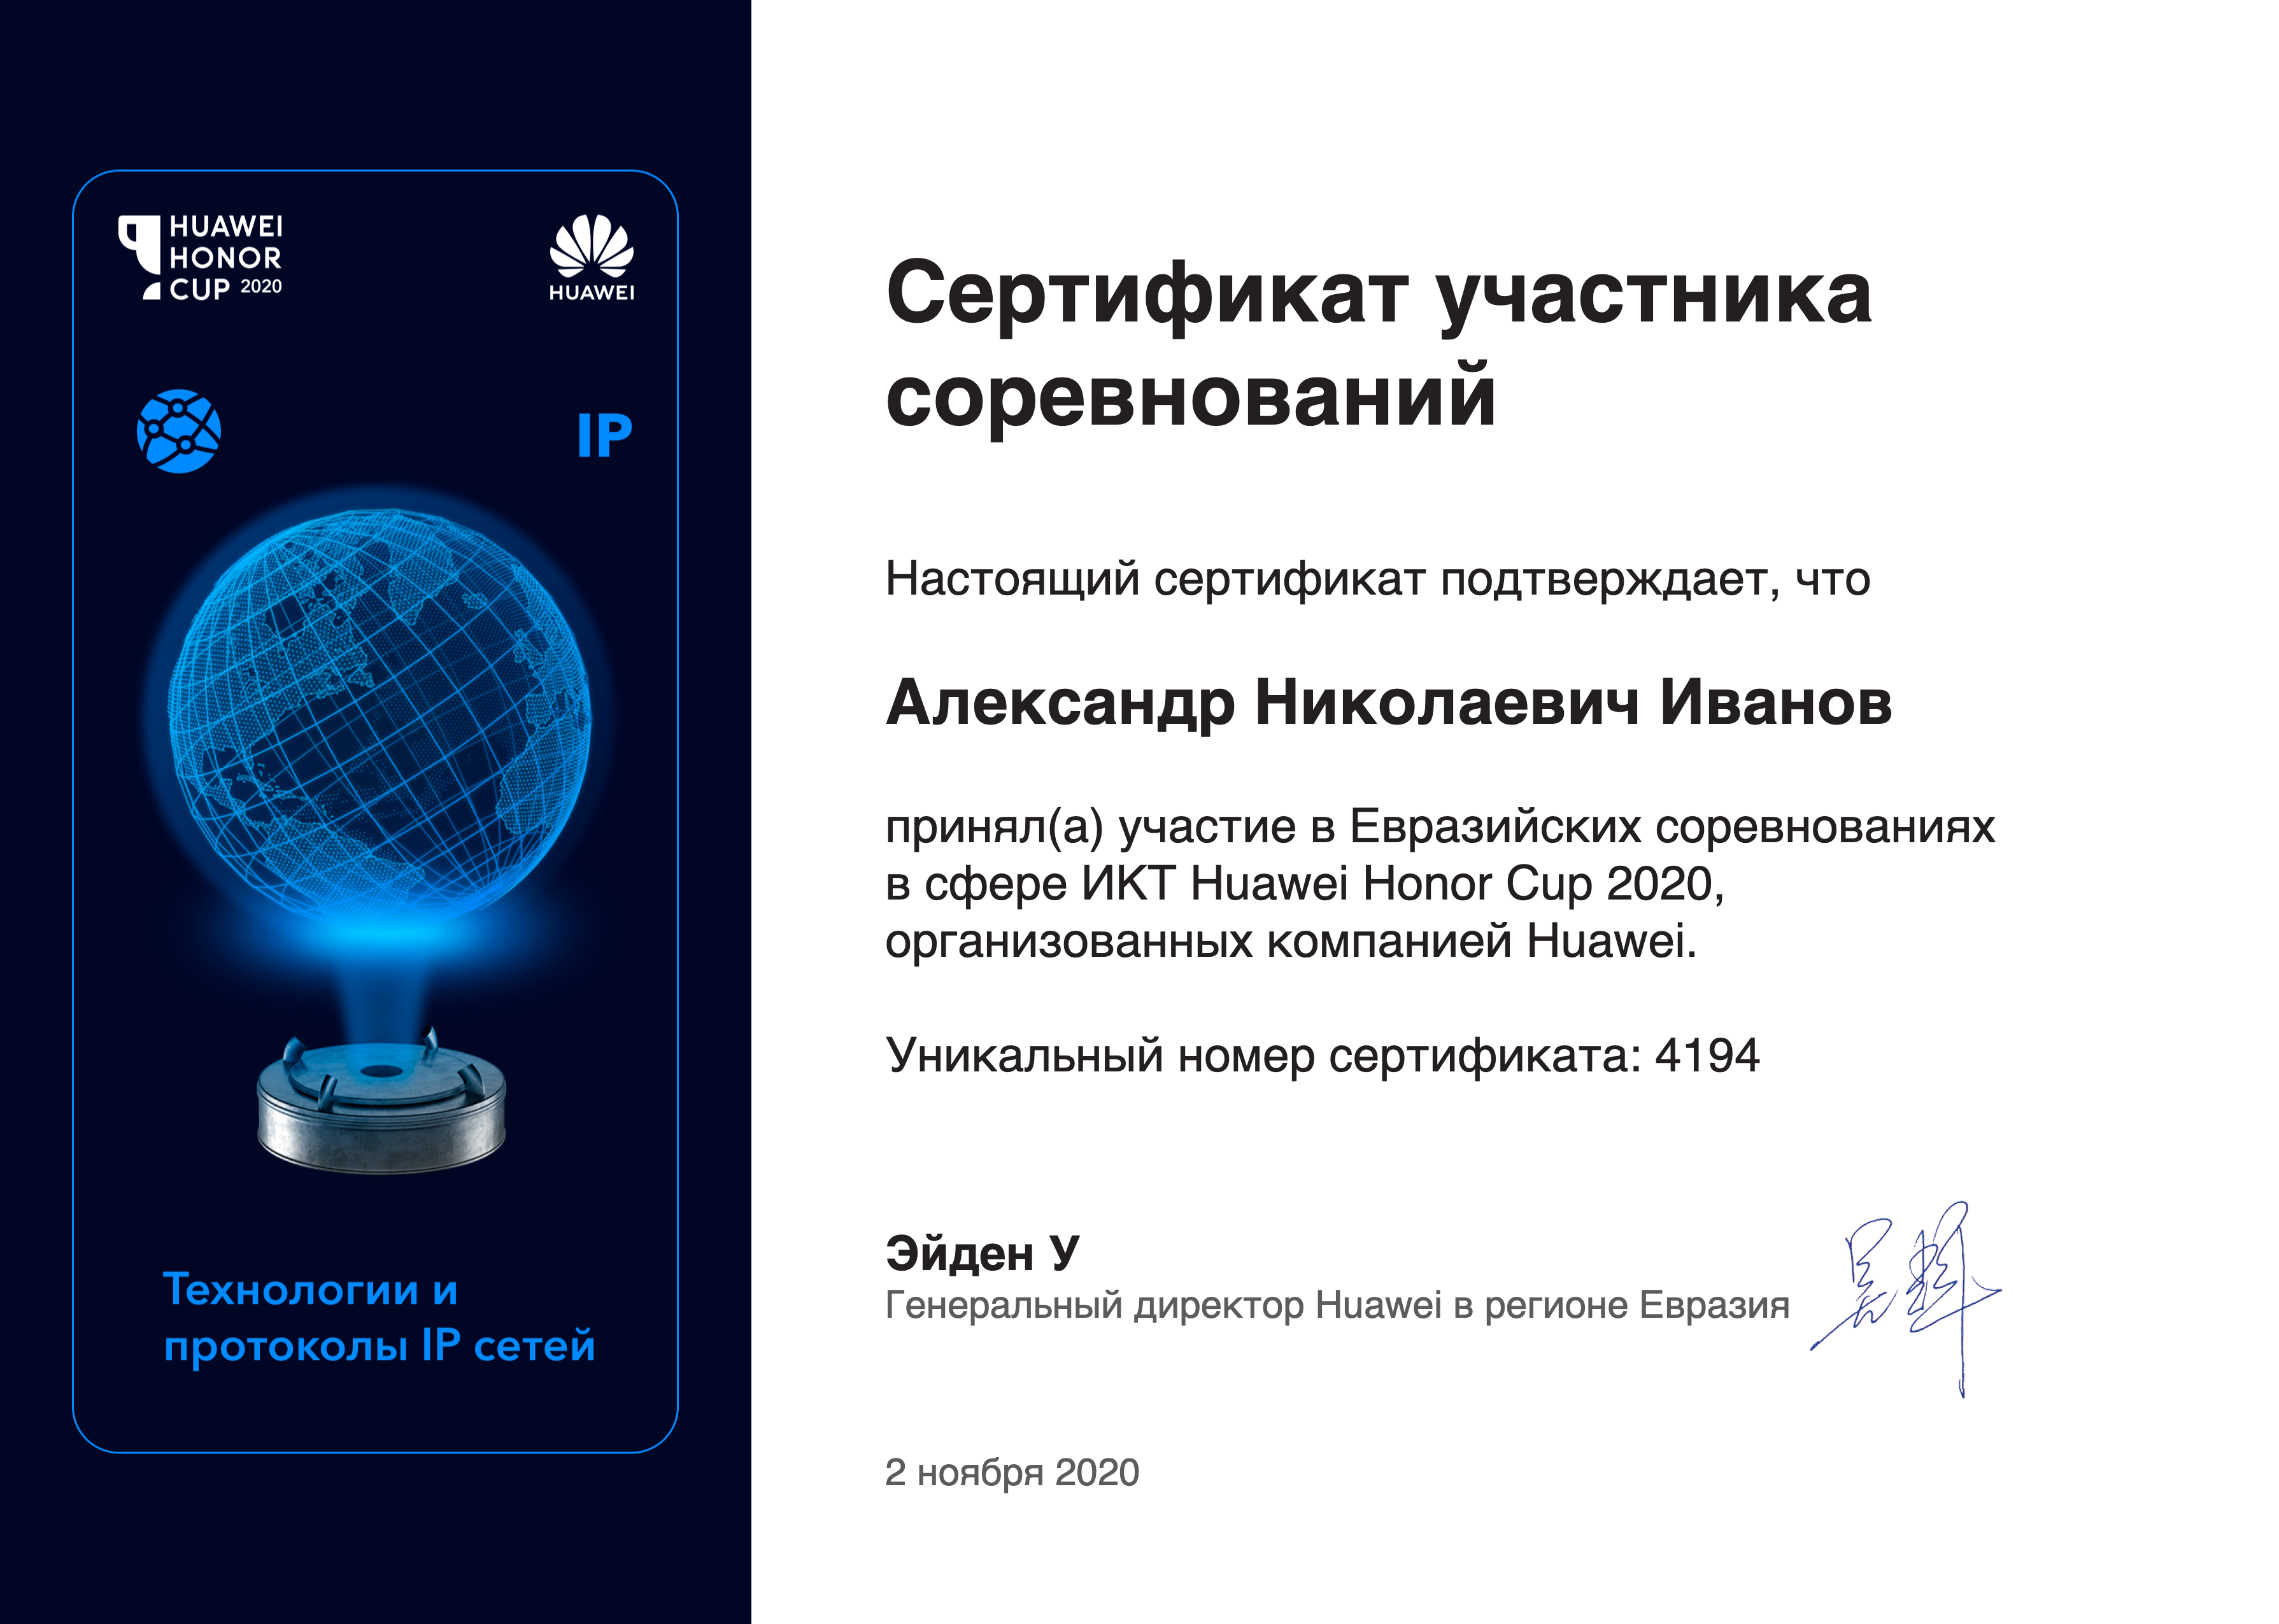 HUAWEI
HONOR
CUP 2020
HUAWEI
IP
Технологии и
протоколы IP сетей
Сертификат участника
соревнований
Настоящий сертификат подтверждает, что
Александр Николаевич Иванов
принял(а) участие в Евразийских соревнованиях
в сфере ИКТ Huawei Honor Cup 2020,
организованных компанией Huawei.
Уникальный номер сертификата: 4194
Эйден У
Генеральный директор Huawei в регионе Евразия
2 ноября 2020